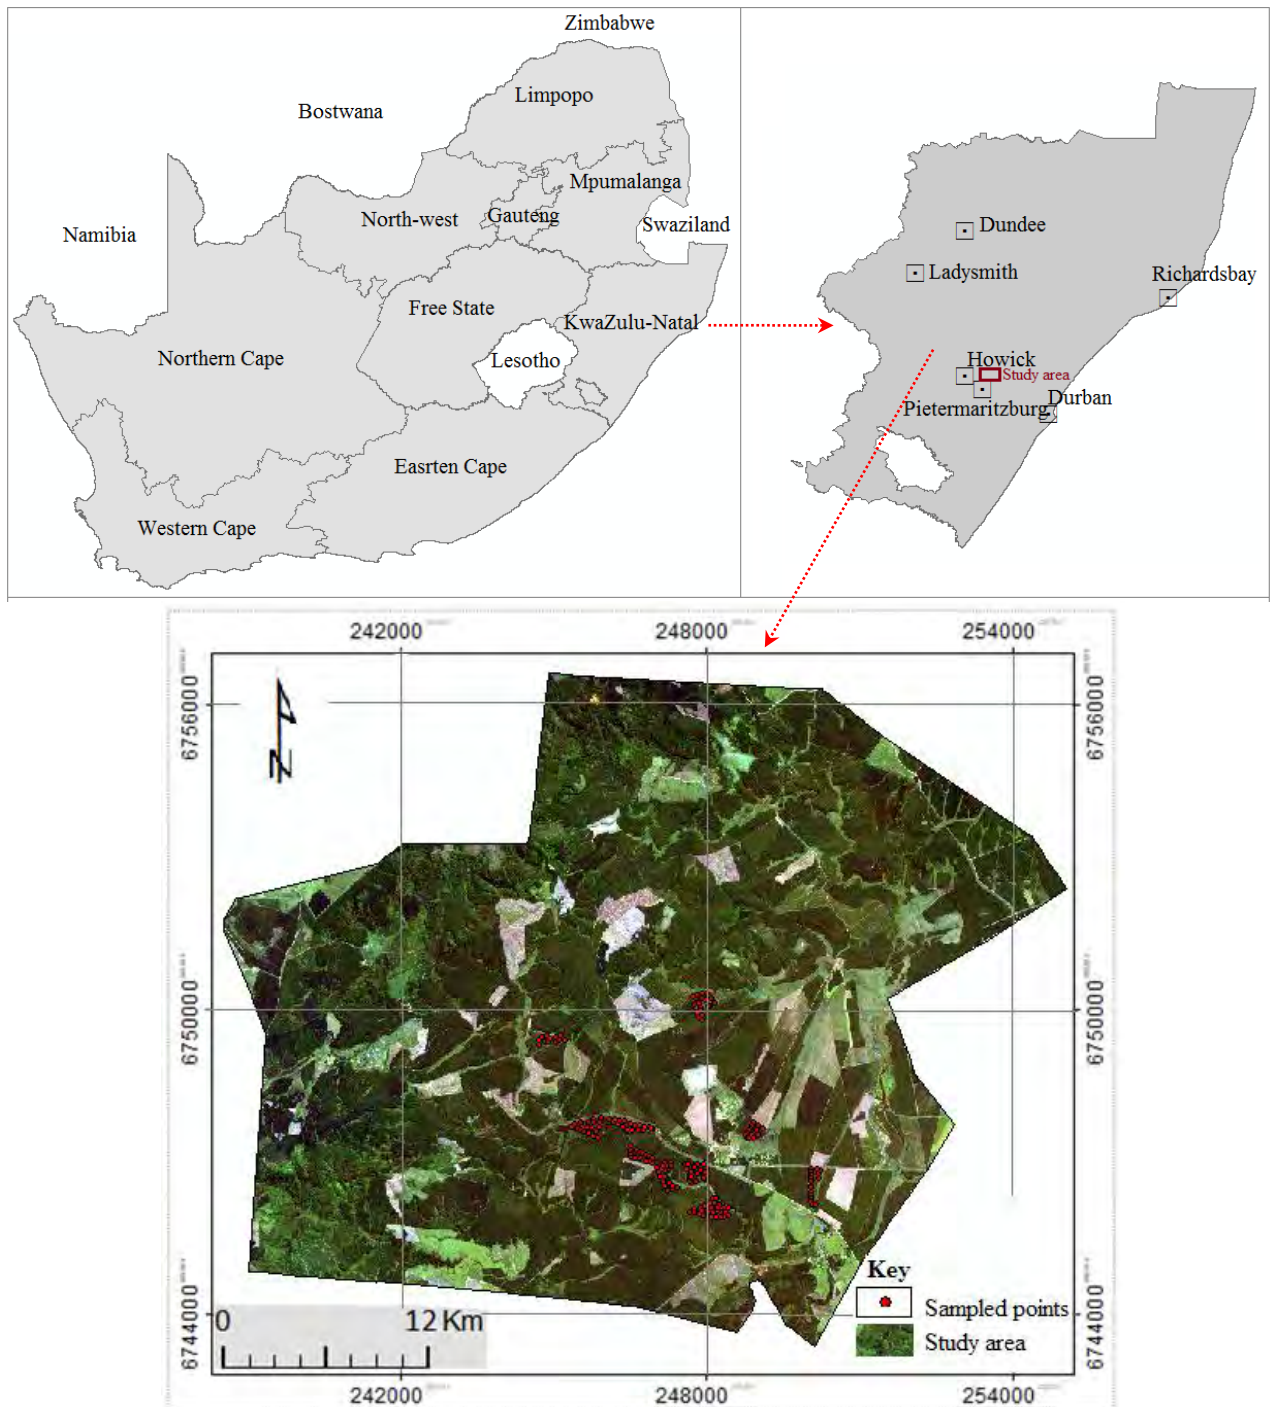 Zimbabwe
Limpopo
Bostwana
Mpumalanga
North-west
Gauteng
Swaziland
Namibia
Free State
KwaZulu-Natal
Northern Cape
Lesotho
Easrten Cape
Western Cape
Dundee
Ladysmith
Richardsbay
Howick
Study area
Durban
Pietermaritzburg
242000
248000
254000
6756000
6756000
N
6750000
6750000
6744000
6744000
Key
Sampled points
Study area
0
12 Km
242000
248000
254000